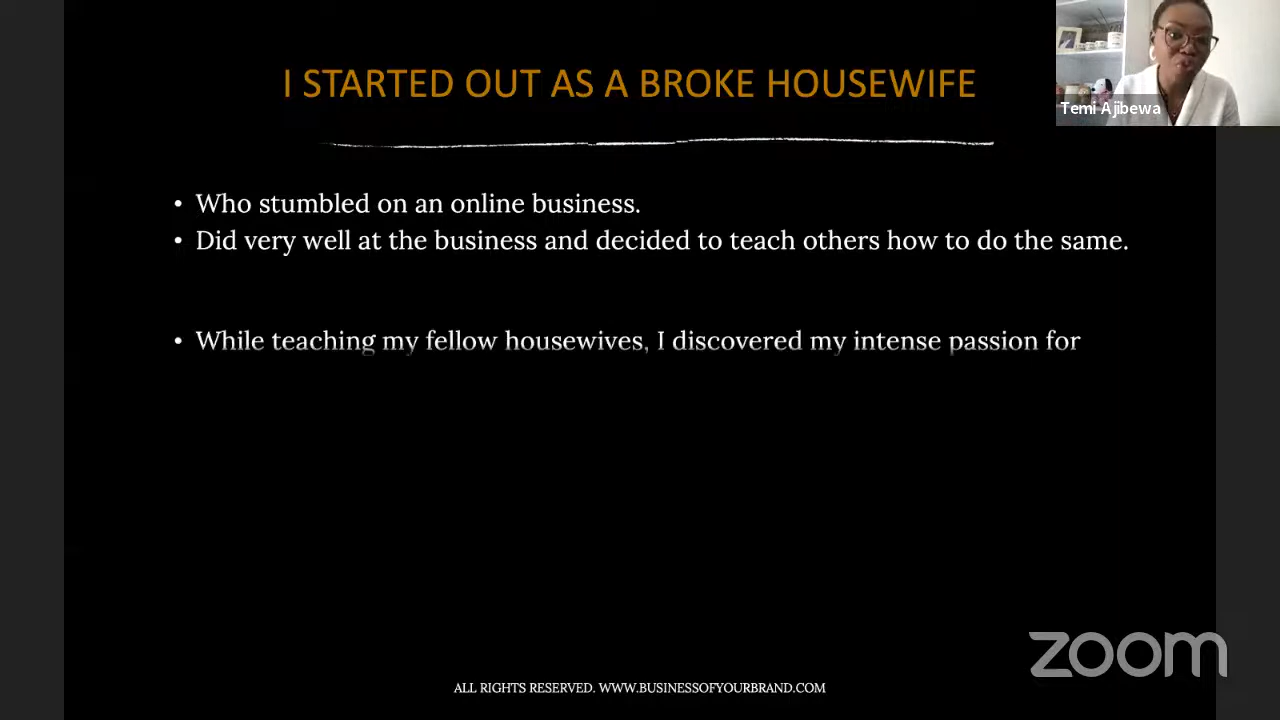 I STARTED OUT AS A BROKE HOUSEWIFE
Temi Ajibewa
• Who stumbled on an online business.
• Did very well at the business and decided to teach others how to do the same.
• While teaching my fellow housewives, I discovered my intense passion for
zoom
ALL RIGHTS RESERVED. WWW.BUSINESSOFYOURBRAND.COM